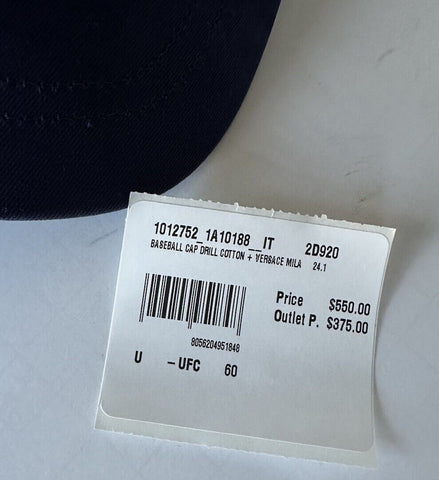 1012752_1A10188__IT 2D920
BASEBALL CAP DRILL COTTON + VERSACE MILA 24.1
Price $550.00
Outlet P. $375.00
8056204951848
U - UFC 60